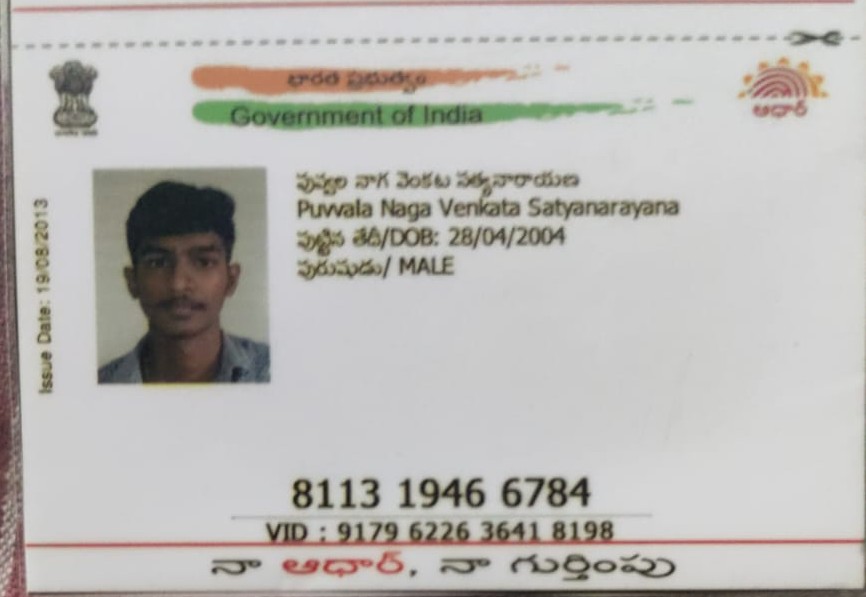 భారత ప్రభుత్వం
Government of India
ఆధార్
Issue Date: 19/08/2013
పువ్వల నాగ వెంకట సత్యనారాయణ
Puvvala Naga Venkata Satyanarayana
పుట్టిన తేదీ/DOB: 28/04/2004
పురుషుడు/ MALE
8113 1946 6784
VID : 9179 6226 3641 8198
నా ఆధార్, నా గుర్తింపు